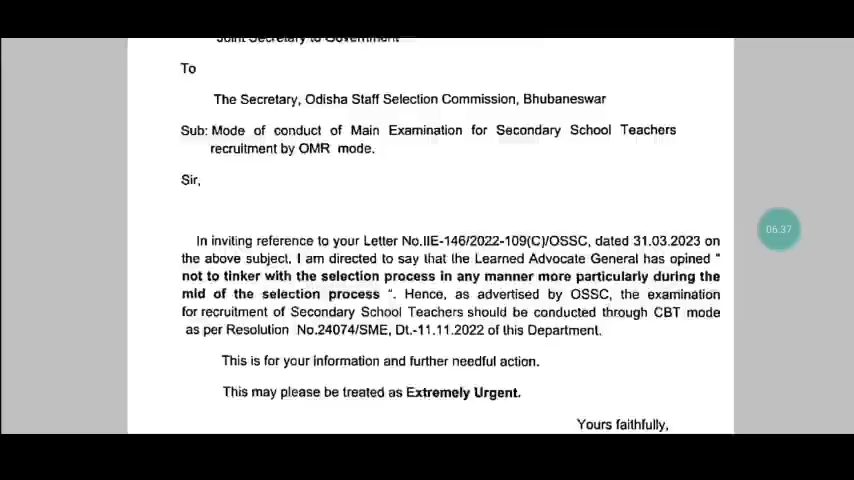 Joint Secretary to Government
To
The Secretary, Odisha Staff Selection Commission, Bhubaneswar
Sub: Mode of conduct of Main Examination for Secondary School Teachers
recruitment by OMR mode.
Sir,
In inviting reference to your Letter No.IIE-146/2022-109(C)/OSSC, dated 31.03.2023 on
the above subject, I am directed to say that the Learned Advocate General has opined "
not to tinker with the selection process in any manner more particularly during the
mid of the selection process ". Hence, as advertised by OSSC, the examination
for recruitment of Secondary School Teachers should be conducted through CBT mode
as per Resolution No.24074/SME, Dt.-11.11.2022 of this Department.
This is for your information and further needful action.
This may please be treated as Extremely Urgent.
Yours faithfully,
06:37